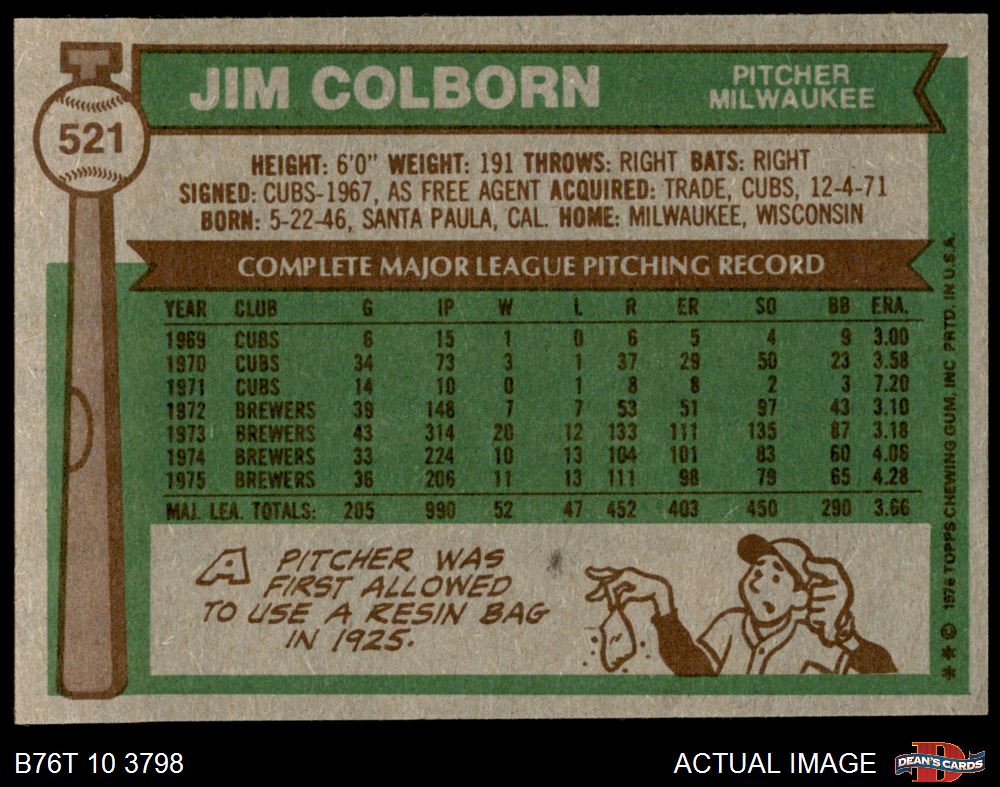 JIM COLBORN
PITCHER
MILWAUKEE
521
HEIGHT: 6'0" WEIGHT: 191 THROWS: RIGHT BATS: RIGHT
SIGNED: CUBS-1967, AS FREE AGENT ACQUIRED: TRADE, CUBS, 12-4-71
BORN: 5-22-46, SANTA PAULA, CAL. HOME: MILWAUKEE, WISCONSIN
COMPLETE MAJOR LEAGUE PITCHING RECORD
YEAR CLUB G IP W L R ER SO BB ERA.
1969 CUBS 6 15 1 0 6 5 4 9 3.00
1970 CUBS 34 73 3 1 37 29 50 23 3.58
1971 CUBS 14 10 0 1 8 8 2 3 7.20
1972 BREWERS 39 148 7 7 53 51 97 43 3.10
1973 BREWERS 43 314 20 12 133 111 135 87 3.18
1974 BREWERS 33 224 10 13 104 101 83 60 4.06
1975 BREWERS 36 206 11 13 111 98 79 65 4.28
MAJ. LEA. TOTALS: 205 990 52 47 452 403 450 290 3.66
A PITCHER WAS
FIRST ALLOWED
TO USE A RESIN BAG
IN 1925.
**© 1976 TOPPS CHEWING GUM, INC PRTD. IN U.S.A.
B76T 10 3798
ACTUAL IMAGE
DEAN'S CARDS